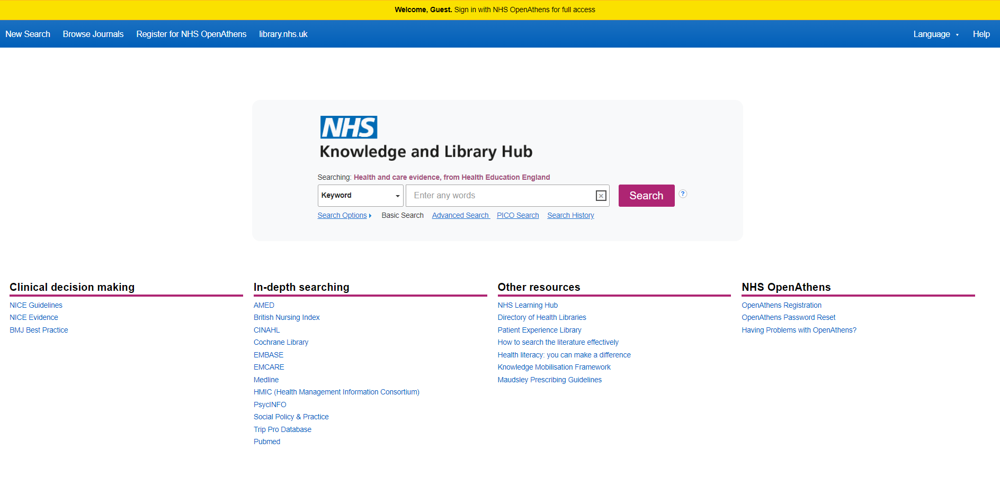 Welcome, Guest. Sign in with NHS OpenAthens for full access
New Search Browse Journals Register for NHS OpenAthens library.nhs.uk Language Help
NHS
Knowledge and Library Hub
Searching: Health and care evidence, from Health Education England
Keyword Enter any words Search ?
Search Options Basic Search Advanced Search PICO Search Search History
Clinical decision making
NICE Guidelines
NICE Evidence
BMJ Best Practice
In-depth searching
AMED
British Nursing Index
CINAHL
Cochrane Library
EMBASE
EMCARE
Medline
HMIC (Health Management Information Consortium)
PsycINFO
Social Policy & Practice
Trip Pro Database
Pubmed
Other resources
NHS Learning Hub
Directory of Health Libraries
Patient Experience Library
How to search the literature effectively
Health literacy: you can make a difference
Knowledge Mobilisation Framework
Maudsley Prescribing Guidelines
NHS OpenAthens
OpenAthens Registration
OpenAthens Password Reset
Having Problems with OpenAthens?